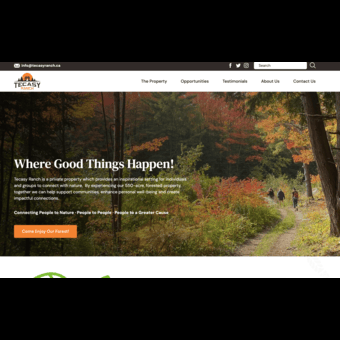 info@tecasyranch.ca
Search
TECASY
The Property Opportunities Testimonials About Us Contact Us
Where Good Things Happen!
Tecasy Ranch is a private property which provides an inspirational setting for individuals
and groups to connect with nature. By experiencing our 550-acre, forested property,
together we can help support communities, enhance personal well-being and create
impactful connections.
Connecting People to Nature · People to People · People to a Greater Cause
Come Enjoy Our Forest!